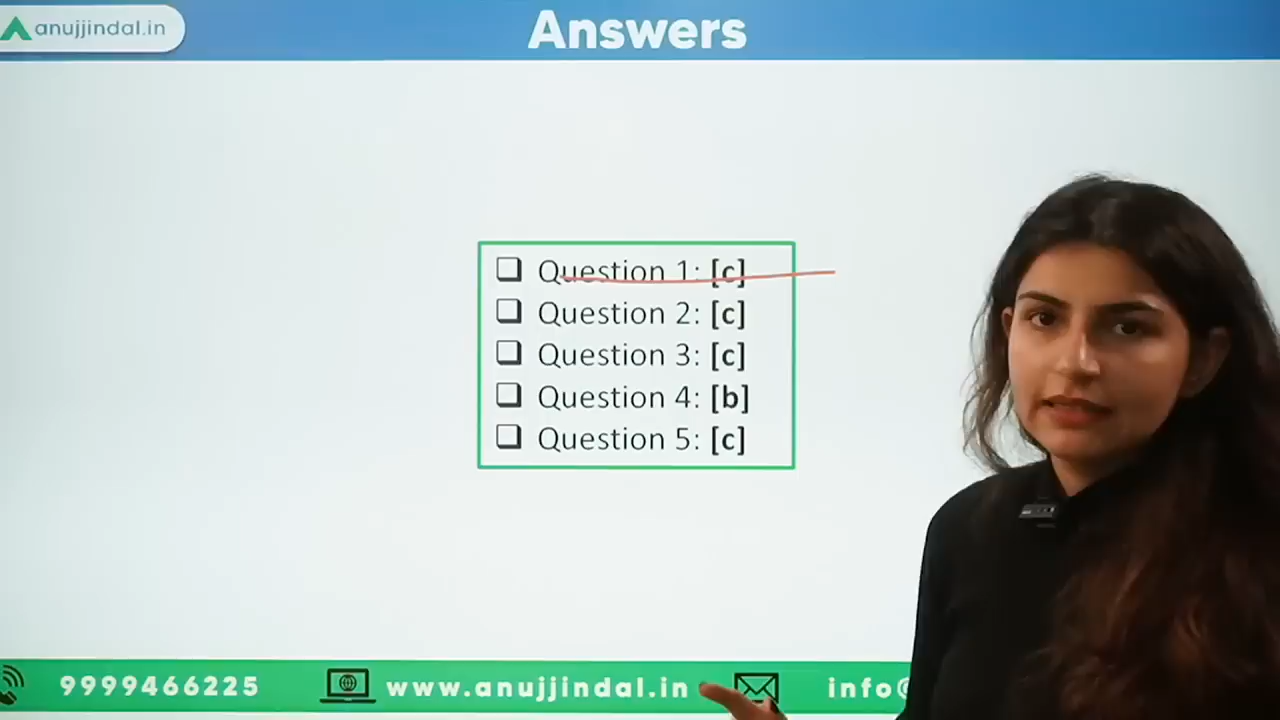 anujjindal.in
Answers
Question 1: [c]
Question 2: [c]
Question 3: [c]
Question 4: [b]
Question 5: [c]
9999466225 www.anujjindal.in info@